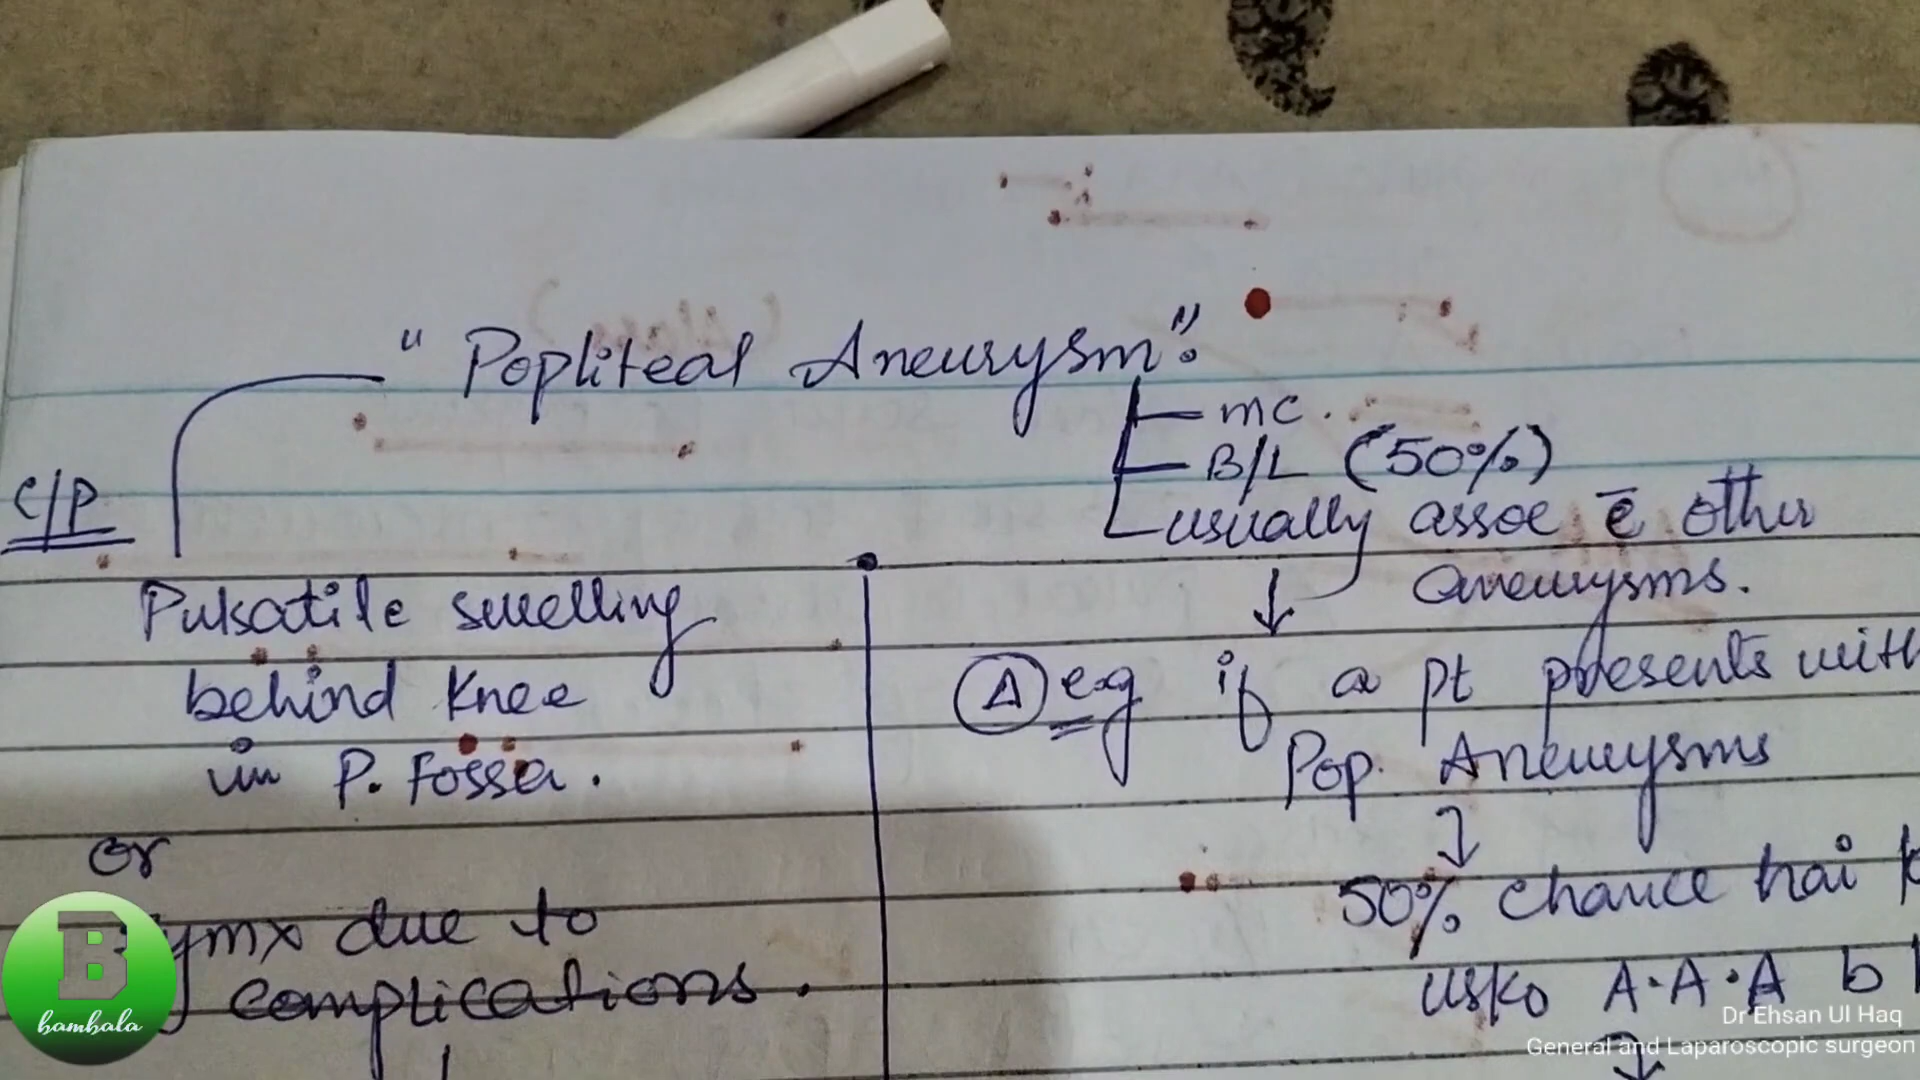 " Popliteal Aneurysm":
mc.
B/L (50%)
usually assoc c̄ other
aneurysms.
C/P
Pulsatile swelling
behind knee
in P. Fossa.
or
due to
complications.
A eg if a pt presents with
Pop. Aneurysms
50% chance hai
usko A.A.A b
B
bambala
Dr Ehsan Ul Haq
General and Laparoscopic surgeon